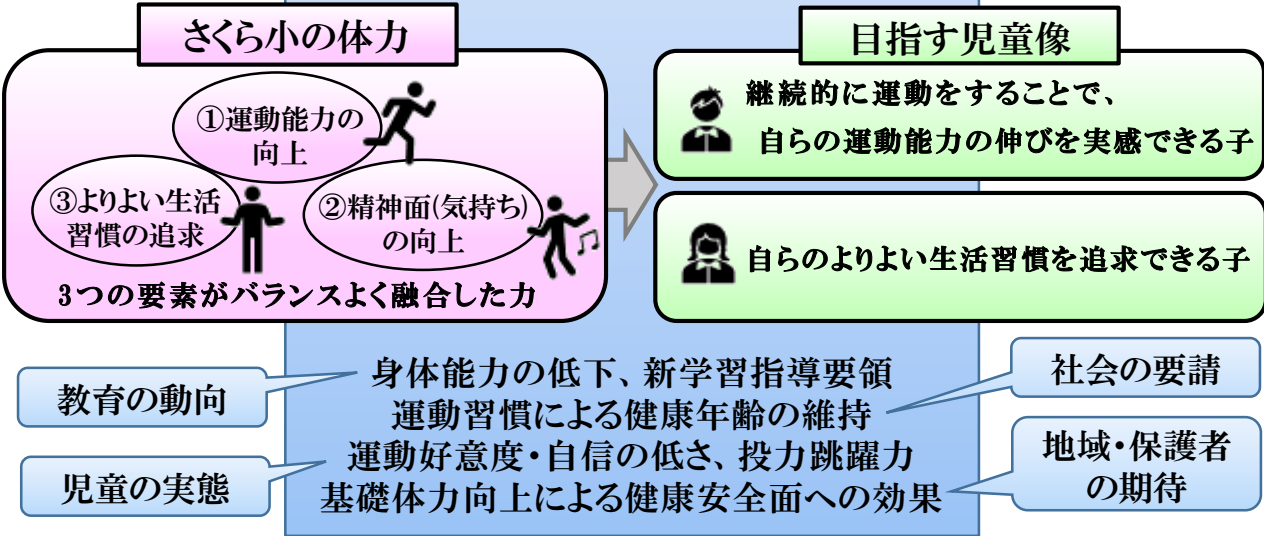 さくら小の体力
①運動能力の
向上
③よりよい生活
習慣の追求
②精神面(気持ち)
の向上
3つの要素がバランスよく融合した力
目指す児童像
継続的に運動をすることで、
自らの運動能力の伸びを実感できる子
自らのよりよい生活習慣を追求できる子
教育の動向
児童の実態
身体能力の低下、新学習指導要領
運動習慣による健康年齢の維持
運動好意度・自信の低さ、投力跳躍力
基礎体力向上による健康安全面への効果
社会の要請
地域・保護者
の期待